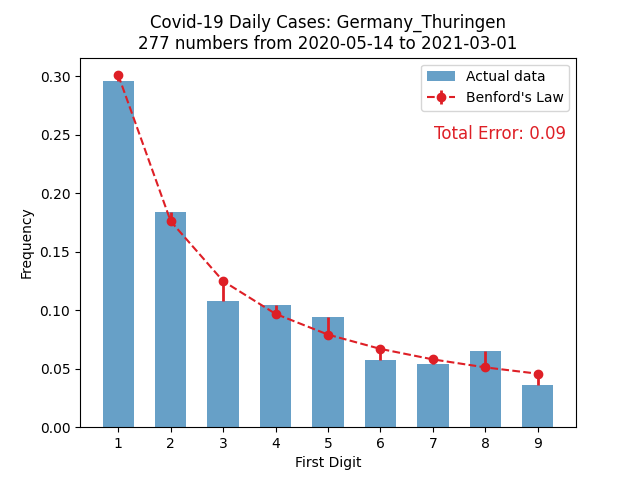 Covid-19 Daily Cases: Germany_Thuringen
277 numbers from 2020-05-14 to 2021-03-01
Actual data
Benford's Law
Total Error: 0.09
Frequency
0.30
0.25
0.20
0.15
0.10
0.05
0.00
1 2 3 4 5 6 7 8 9
First Digit